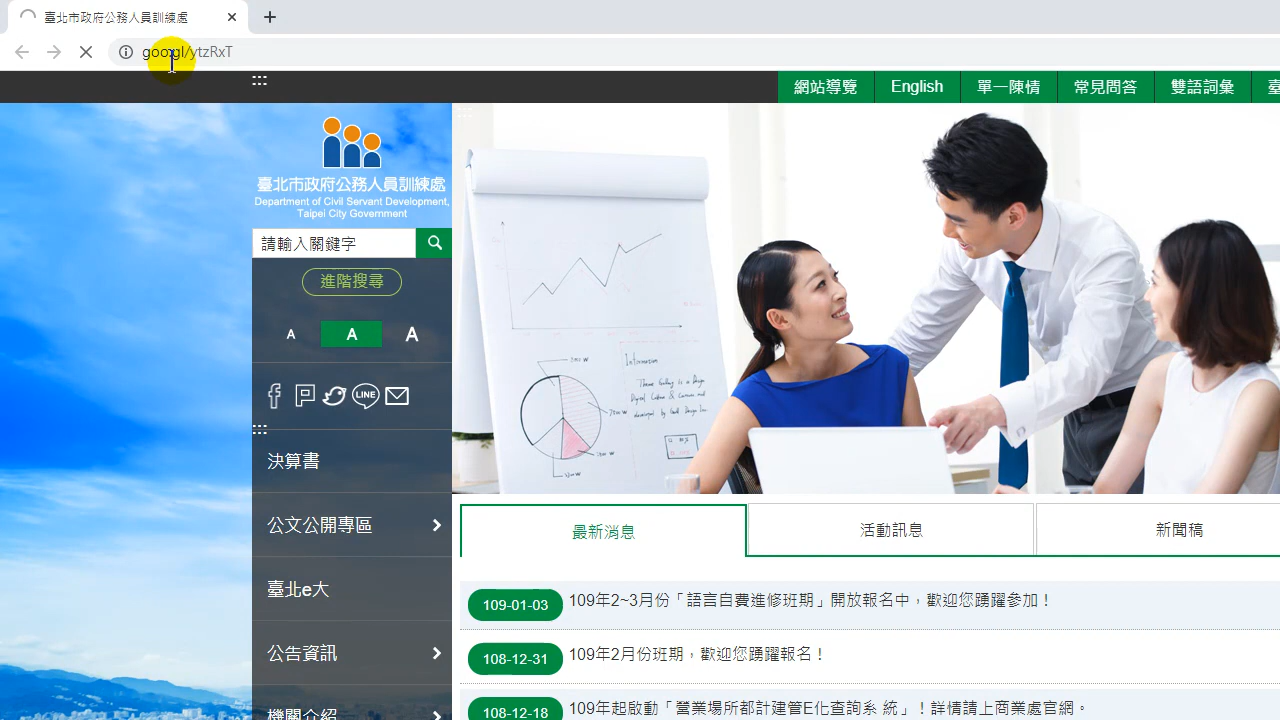 臺北市政府公務人員訓練處
goo.gl/ytzRxT
網站導覽
English
單一陳情
常見問答
雙語詞彙
臺北市政府公務人員訓練處
Department of Civil Servant Development,
Taipei City Government
請輸入關鍵字
進階搜尋
A
A
A
LINE
決算書
公文公開專區
臺北e大
公告資訊
機關介紹
Information
最新消息
活動訊息
新聞稿
109-01-03 109年2~3月份「語言自費進修班期」開放報名中，歡迎您踴躍參加！
108-12-31 109年2月份班期，歡迎您踴躍報名！
108-12-18 109年起啟動「營業場所都計建管E化查詢系統」！詳情請上商業處官網。